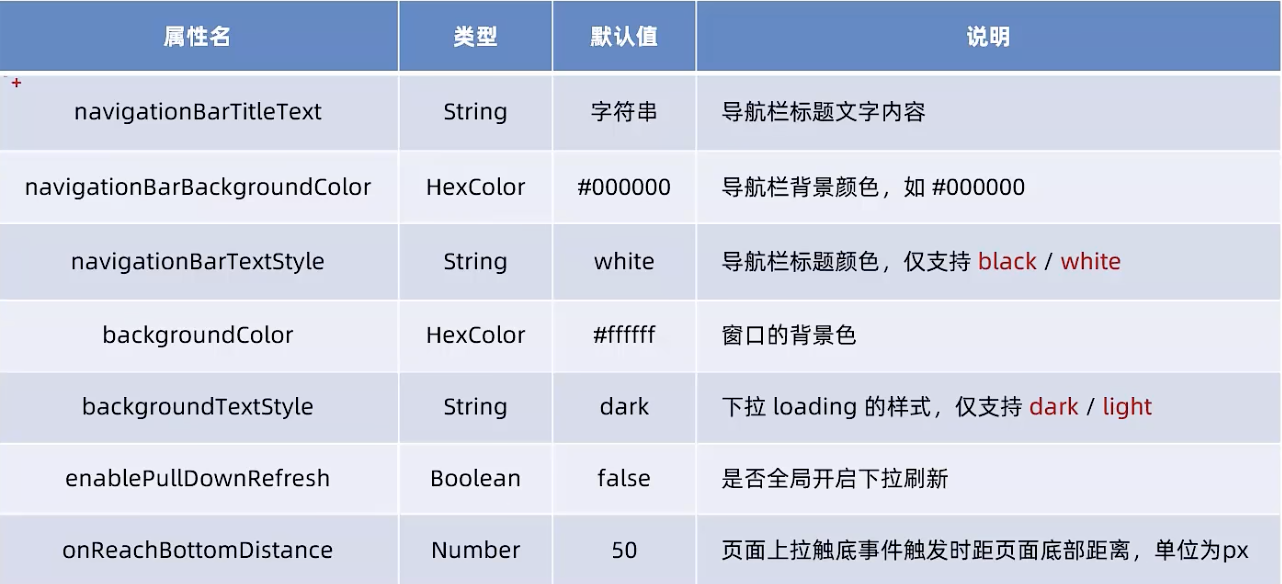 属性名 类型 默认值 说明
navigationBarTitleText String 字符串 导航栏标题文字内容
navigationBarBackgroundColor HexColor #000000 导航栏背景颜色，如 #000000
navigationBarTextStyle String white 导航栏标题颜色，仅支持 black / white
backgroundColor HexColor #ffffff 窗口的背景色
backgroundTextStyle String dark 下拉 loading 的样式，仅支持 dark / light
enablePullDownRefresh Boolean false 是否全局开启下拉刷新
onReachBottomDistance Number 50 页面上拉触底事件触发时距页面底部距离，单位为px